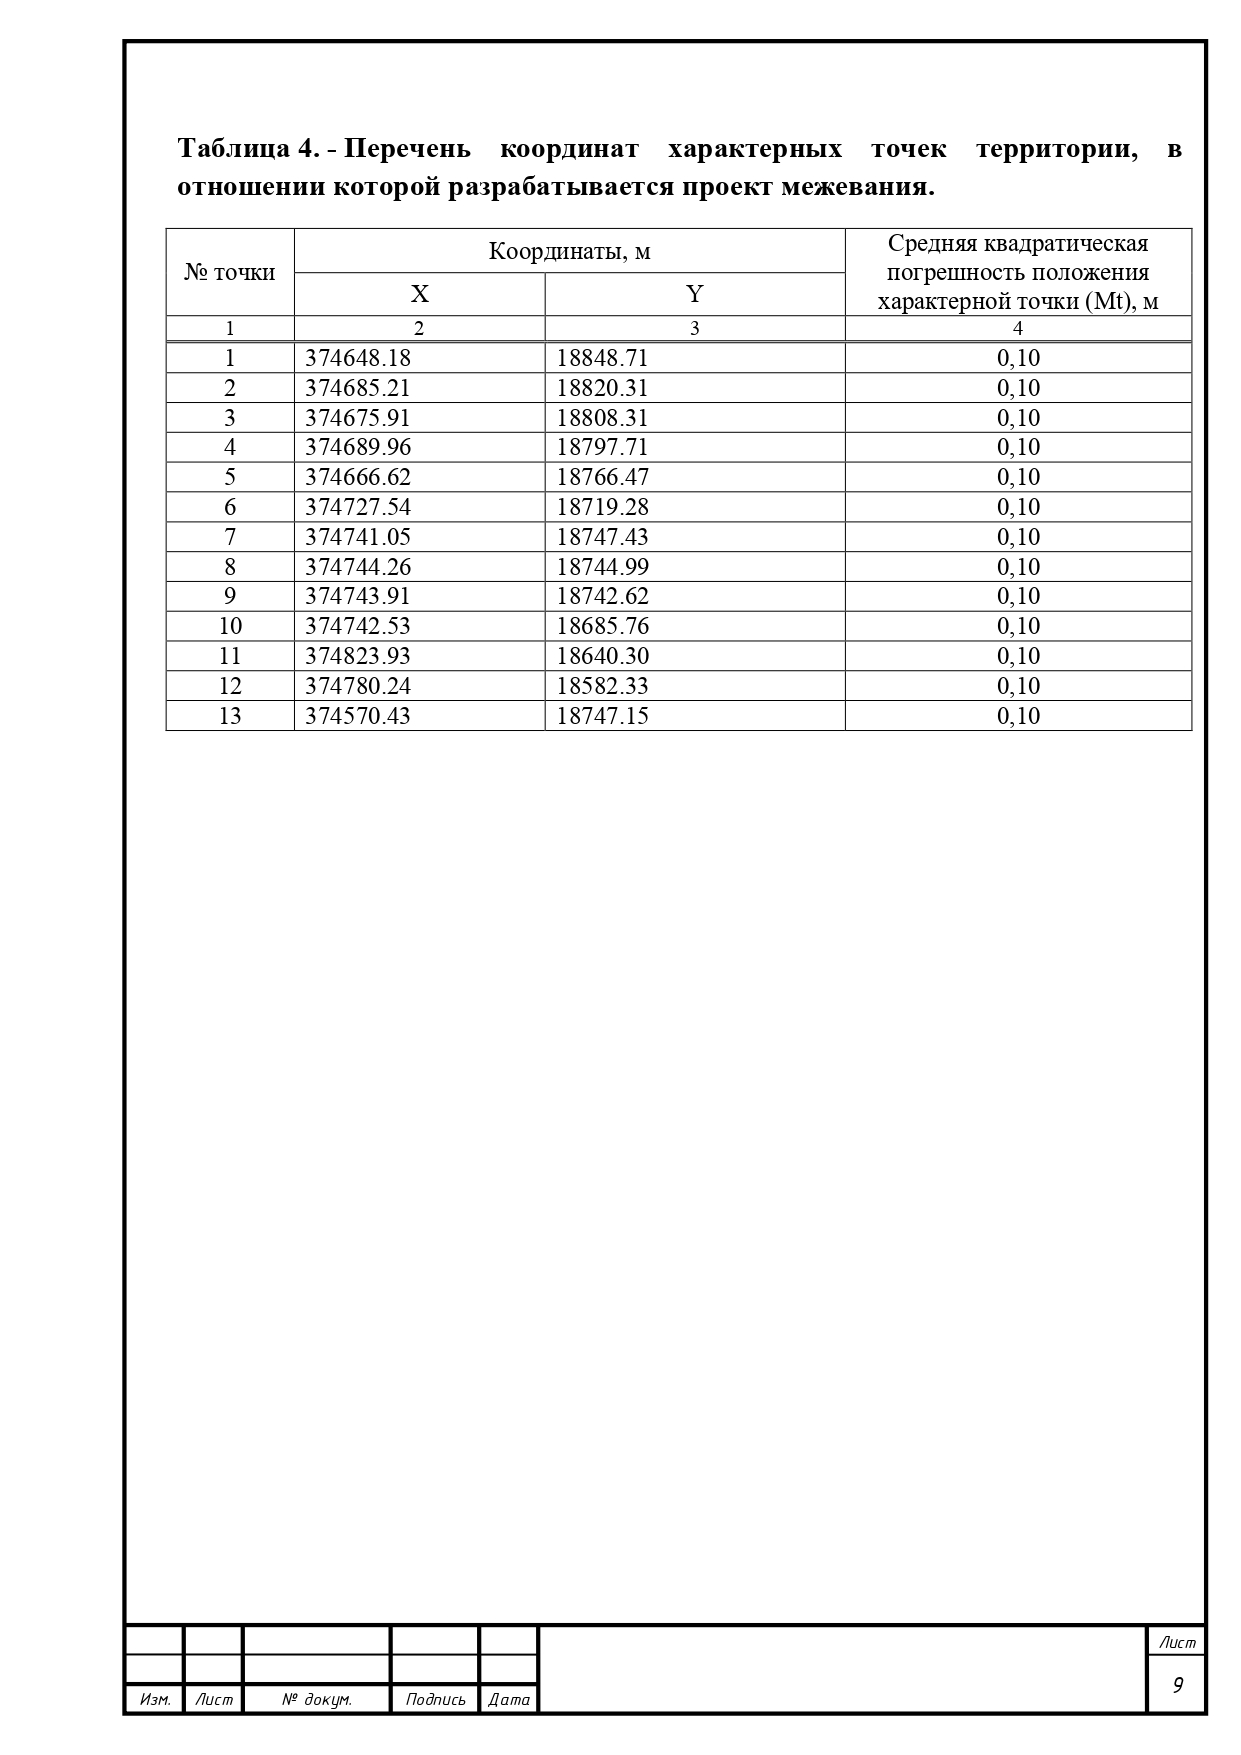 Таблица 4. - Перечень координат характерных точек территории, в
отношении которой разрабатывается проект межевания.
№ точки
Координаты, м
Средняя квадратическая
погрешность положения
характерной точки (Mt), м
X Y
1 2 3 4
1 374648.18 18848.71 0,10
2 374685.21 18820.31 0,10
3 374675.91 18808.31 0,10
4 374689.96 18797.71 0,10
5 374666.62 18766.47 0,10
6 374727.54 18719.28 0,10
7 374741.05 18747.43 0,10
8 374744.26 18744.99 0,10
9 374743.91 18742.62 0,10
10 374742.53 18685.76 0,10
11 374823.93 18640.30 0,10
12 374780.24 18582.33 0,10
13 374570.43 18747.15 0,10
Лист
9
Изм. Лист № докум. Подпись Дата